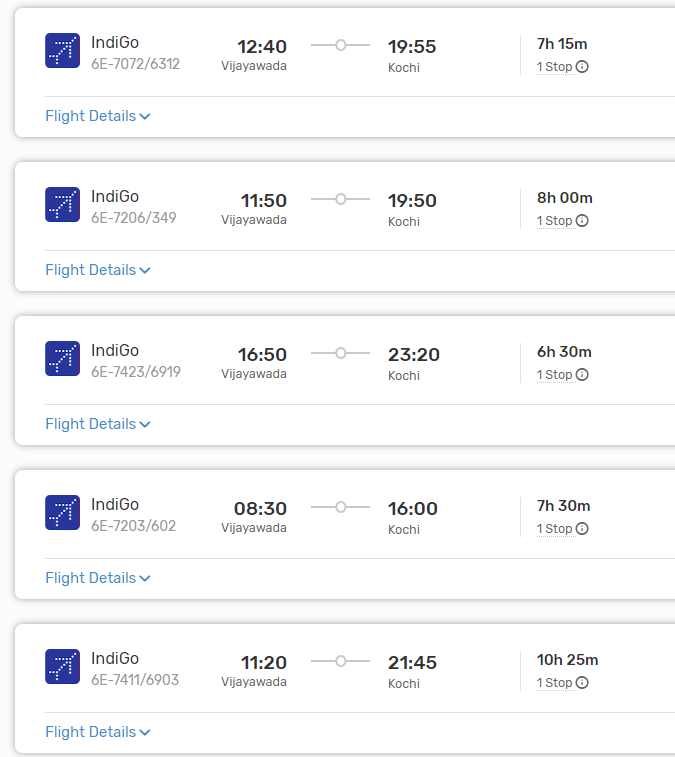 IndiGo
6E-7072/6312
12:40
Vijayawada
19:55
Kochi
7h 15m
1 Stop
Flight Details
IndiGo
6E-7206/349
11:50
Vijayawada
19:50
Kochi
8h 00m
1 Stop
Flight Details
IndiGo
6E-7423/6919
16:50
Vijayawada
23:20
Kochi
6h 30m
1 Stop
Flight Details
IndiGo
6E-7203/602
08:30
Vijayawada
16:00
Kochi
7h 30m
1 Stop
Flight Details
IndiGo
6E-7411/6903
11:20
Vijayawada
21:45
Kochi
10h 25m
1 Stop
Flight Details